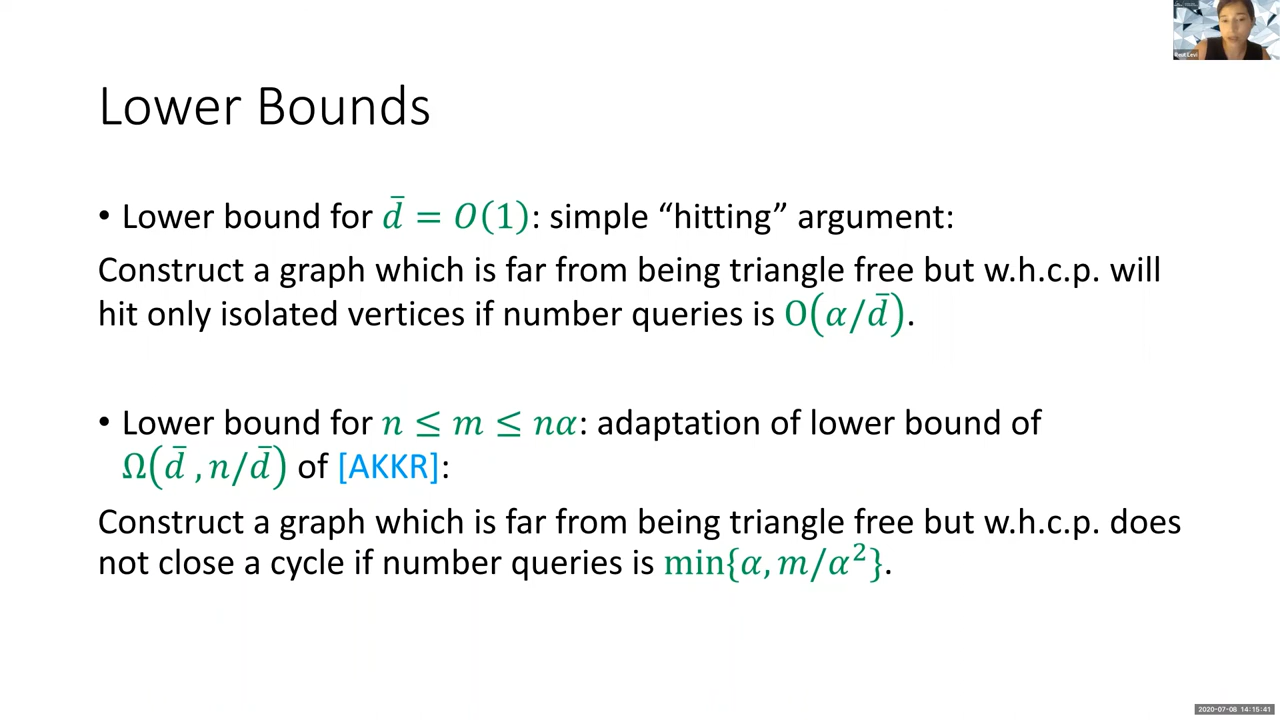 Reut Levi
Lower Bounds
• Lower bound for d̄ = O(1): simple “hitting” argument:
Construct a graph which is far from being triangle free but w.h.c.p. will
hit only isolated vertices if number queries is O(α/d̄).
• Lower bound for n ≤ m ≤ nα: adaptation of lower bound of
Ω(d̄ , n/d̄) of [AKKR]:
Construct a graph which is far from being triangle free but w.h.c.p. does
not close a cycle if number queries is min{α, m/α²}.
2020-07-08 14:15:41